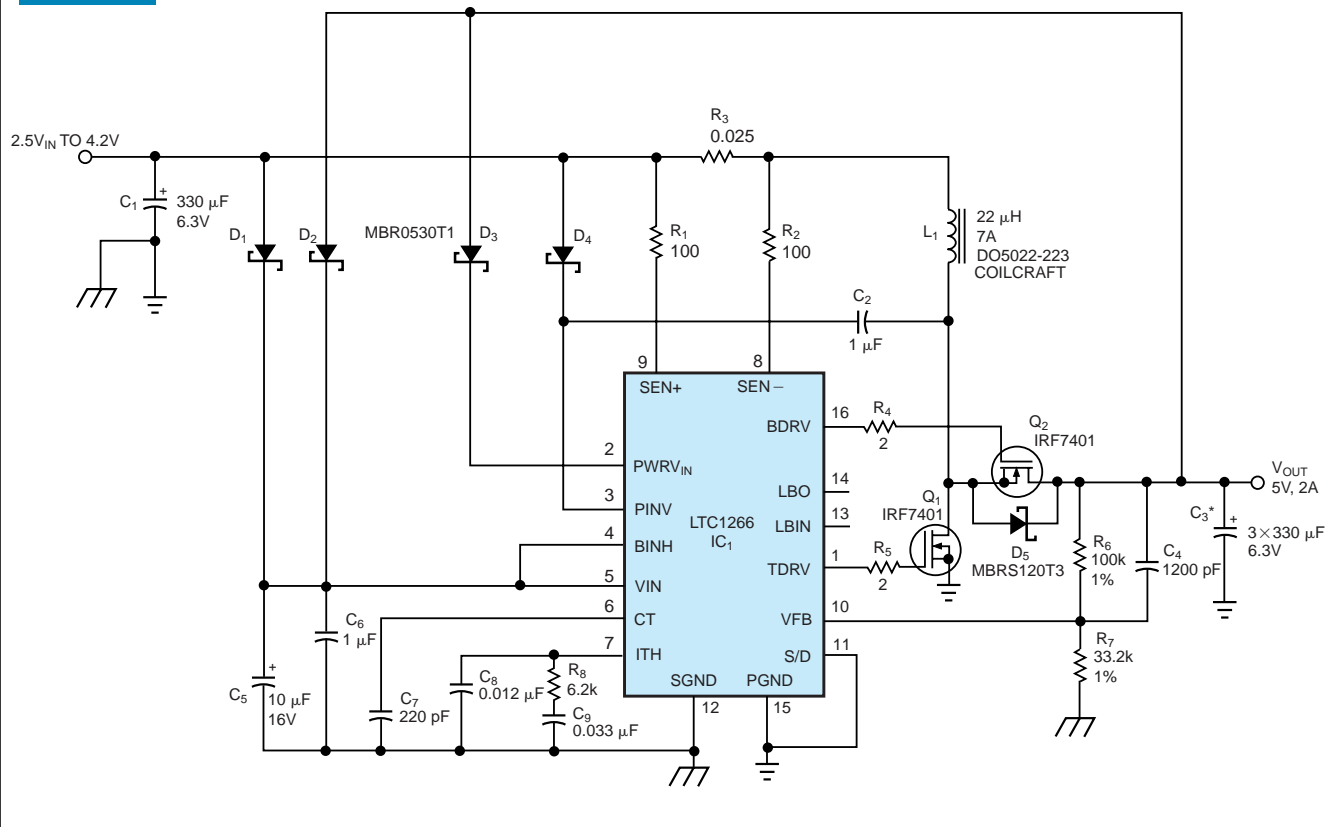 2.5VIN TO 4.2V
C1
+
330 µF
6.3V
D1
D2
MBR0530T1
D3
D4
R3
0.025
R1
100
R2
100
L1
22 µH
7A
DO5022-223
COILCRAFT
C2
1 µF
9
8
SEN+
SEN−
BDRV
16
R4
2
Q2
IRF7401
2
PWRVIN
3
PINV
LBO
14
4
BINH
LTC1266
IC1
LBIN
13
Q1
IRF7401
5
VIN
TDRV
1
R5
2
D5
MBRS120T3
VOUT
5V, 2A
C3*
+
3×330 µF
6.3V
R6
100k
1%
C4
1200 pF
6
CT
VFB
10
7
ITH
S/D
11
R7
33.2k
1%
SGND
PGND
12
15
C6
1 µF
+
C5
10 µF
16V
C7
220 pF
C8
0.012 µF
R8
6.2k
C9
0.033 µF